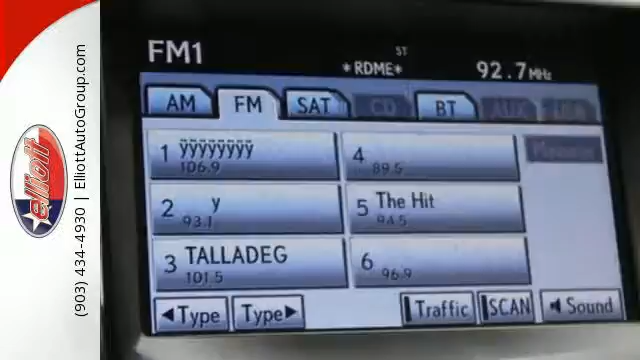 FM1
ST
*RDME*
92.7MHz
AM
FM
SAT
CD
BT
AUX
USB
1 ÿÿÿÿÿÿÿÿ
106.9
4
89.5
2 y
93.1
5 The Hit
94.5
3 TALLADEG
101.5
6
96.9
◄Type
Type►
Traffic
SCAN
Sound
elliott
(903) 434-4930 | ElliottAutoGroup.com